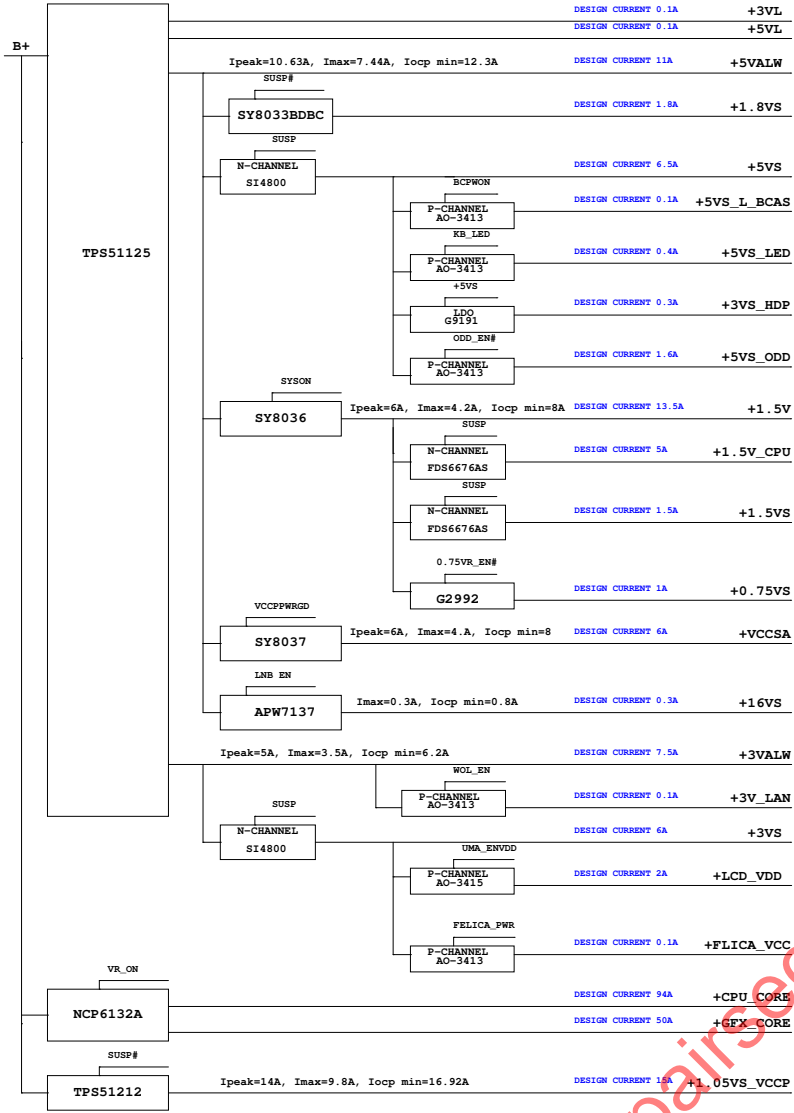 DESIGN CURRENT 0.1A +3VL
DESIGN CURRENT 0.1A +5VL
B+
Ipeak=10.63A, Imax=7.44A, Iocp min=12.3A DESIGN CURRENT 11A +5VALW
SUSP#
SY8033BDBC DESIGN CURRENT 1.8A +1.8VS
SUSP
N-CHANNEL DESIGN CURRENT 6.5A +5VS
SI4800
BCPWON
P-CHANNEL DESIGN CURRENT 0.1A +5VS_L_BCAS
AO-3413
KB_LED
TPS51125
P-CHANNEL DESIGN CURRENT 0.4A +5VS_LED
AO-3413
+5VS
LDO DESIGN CURRENT 0.3A +3VS_HDP
G9191
ODD_EN#
P-CHANNEL DESIGN CURRENT 1.6A +5VS_ODD
AO-3413
SYSON
SY8036 Ipeak=6A, Imax=4.2A, Iocp min=8A DESIGN CURRENT 13.5A +1.5V
SUSP
N-CHANNEL DESIGN CURRENT 5A +1.5V_CPU
FDS6676AS
SUSP
N-CHANNEL DESIGN CURRENT 1.5A +1.5VS
FDS6676AS
0.75VR_EN#
G2992 DESIGN CURRENT 1A +0.75VS
VCCPPWRGD
SY8037 Ipeak=6A, Imax=4.A, Iocp min=8 DESIGN CURRENT 6A +VCCSA
LNB EN
APW7137 Imax=0.3A, Iocp min=0.8A DESIGN CURRENT 0.3A +16VS
Ipeak=5A, Imax=3.5A, Iocp min=6.2A DESIGN CURRENT 7.5A +3VALW
WOL_EN
P-CHANNEL DESIGN CURRENT 0.1A +3V_LAN
AO-3413
SUSP
N-CHANNEL DESIGN CURRENT 6A +3VS
SI4800
UMA_ENVDD
P-CHANNEL DESIGN CURRENT 2A +LCD_VDD
AO-3415
FELICA_PWR
P-CHANNEL DESIGN CURRENT 0.1A +FLICA_VCC
AO-3413
VR_ON
NCP6132A DESIGN CURRENT 94A +CPU_CORE
DESIGN CURRENT 50A +GFX_CORE
SUSP#
TPS51212 Ipeak=14A, Imax=9.8A, Iocp min=16.92A DESIGN CURRENT 15A +1.05VS_VCCP